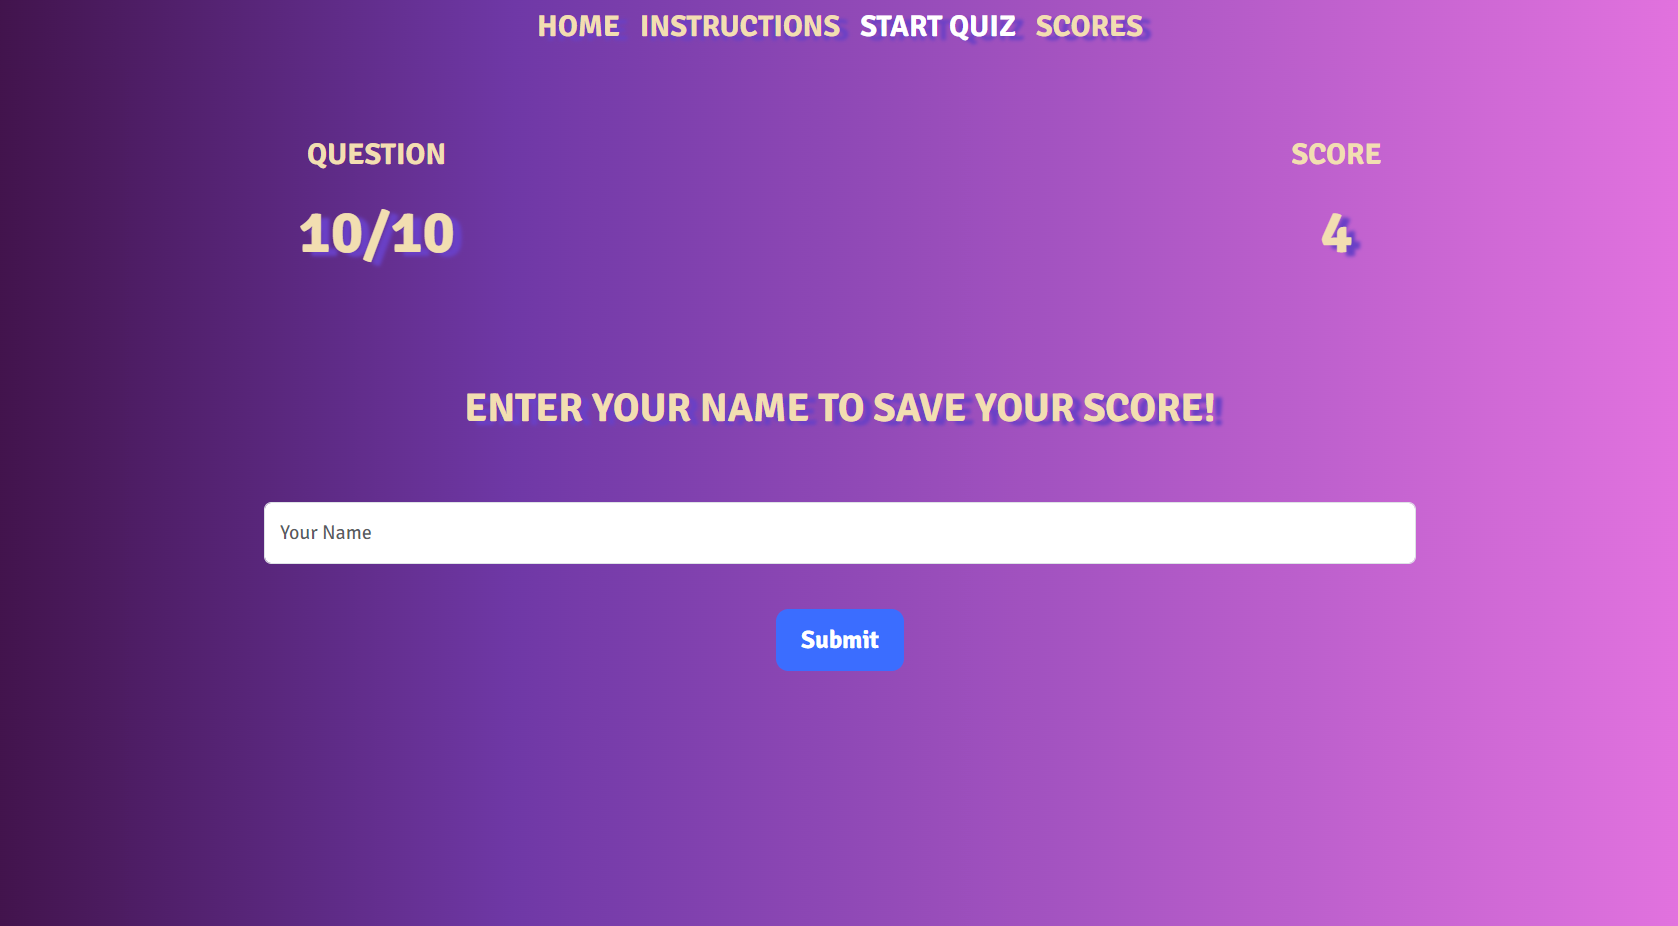 HOME INSTRUCTIONS START QUIZ SCORES
QUESTION SCORE
10/10 4
ENTER YOUR NAME TO SAVE YOUR SCORE!
Your Name
Submit